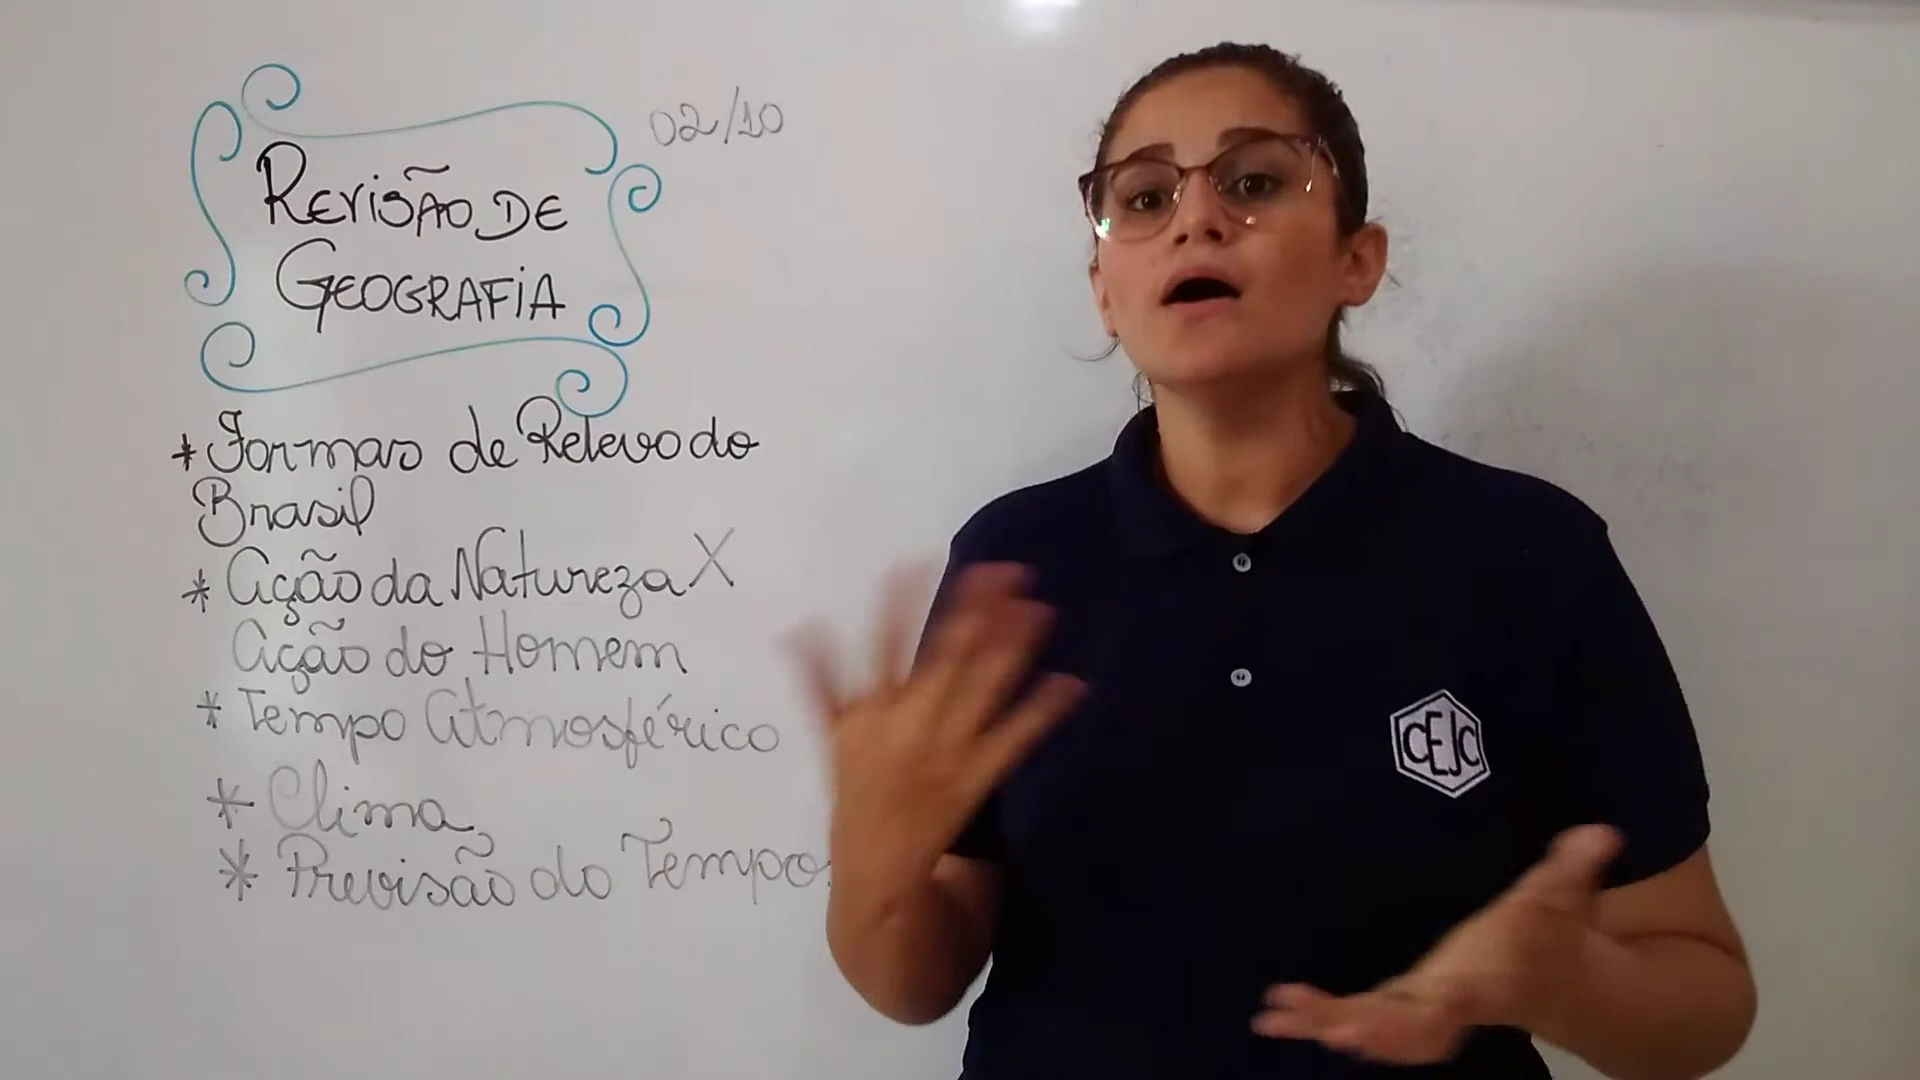 02/10
REVISÃO DE
GEOGRAFIA
* Formas de Relevo do
Brasil
* Ação da Natureza X
Ação do Homem
* Tempo Atmosférico
* Clima
* Previsão do Tempo
CEJC